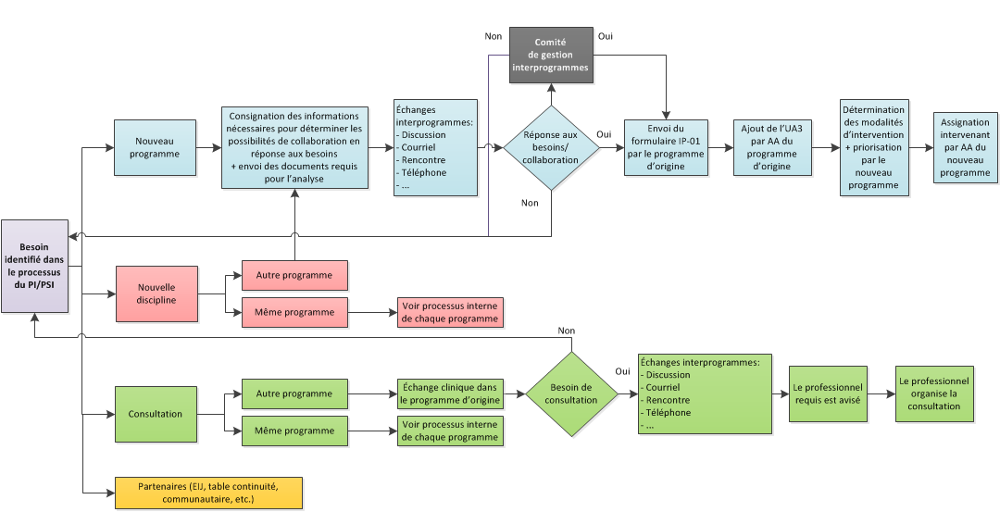 Non
Comité
de gestion
interprogrammes
Oui
Nouveau
programme
Consignation des informations
nécessaires pour déterminer les
possibilités de collaboration en
réponse aux besoins
+ envoi des documents requis
pour l'analyse
Échanges
interprogrammes:
- Discussion
- Courriel
- Rencontre
- Téléphone
- ...
Réponse aux
besoins/
collaboration
Oui
Non
Envoi du
formulaire IP-01
par le programme
d'origine
Ajout de l'UA3
par AA du
programme
d'origine
Détermination
des modalités
d'intervention
+ priorisation
par le
nouveau
programme
Assignation
intervenant
par AA du
nouveau
programme
Besoin
identifié dans
le processus
du PI/PSI
Nouvelle
discipline
Autre programme
Même programme
Voir processus interne
de chaque programme
Non
Consultation
Autre programme
Échange clinique dans
le programme d'origine
Besoin de
consultation
Oui
Échanges interprogrammes:
- Discussion
- Courriel
- Rencontre
- Téléphone
- ...
Le professionnel
requis est avisé
Le professionnel
organise la
consultation
Même programme
Voir processus interne
de chaque programme
Partenaires (EIJ, table continuité,
communautaire, etc.)